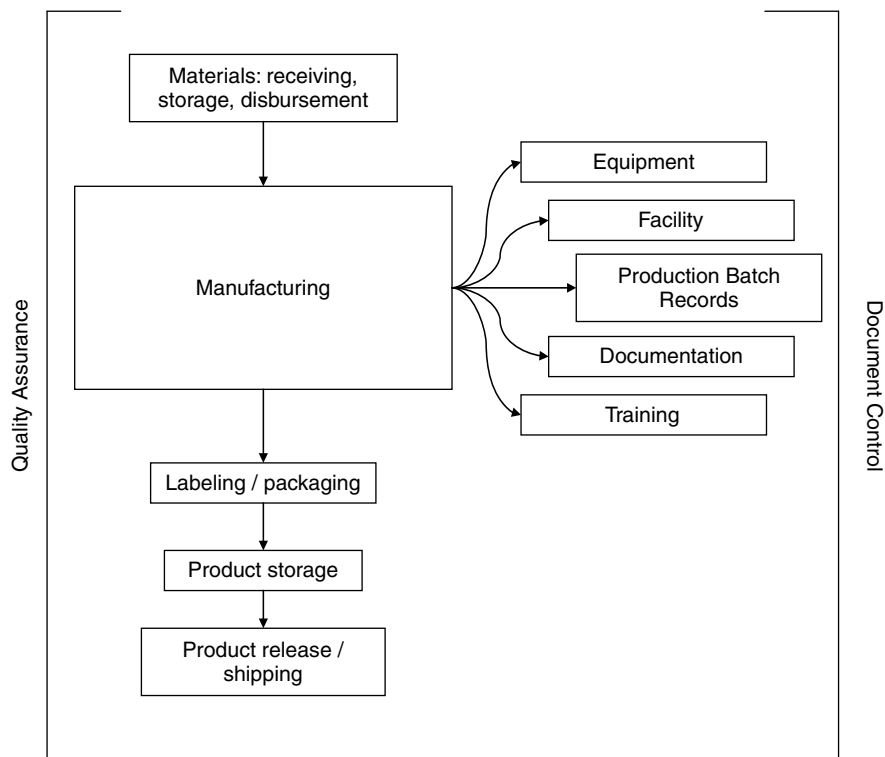 Materials: receiving,
storage, disbursement
Equipment
Facility
Manufacturing
Production Batch
Records
Documentation
Training
Labeling / packaging
Product storage
Product release /
shipping
Quality Assurance
Document Control